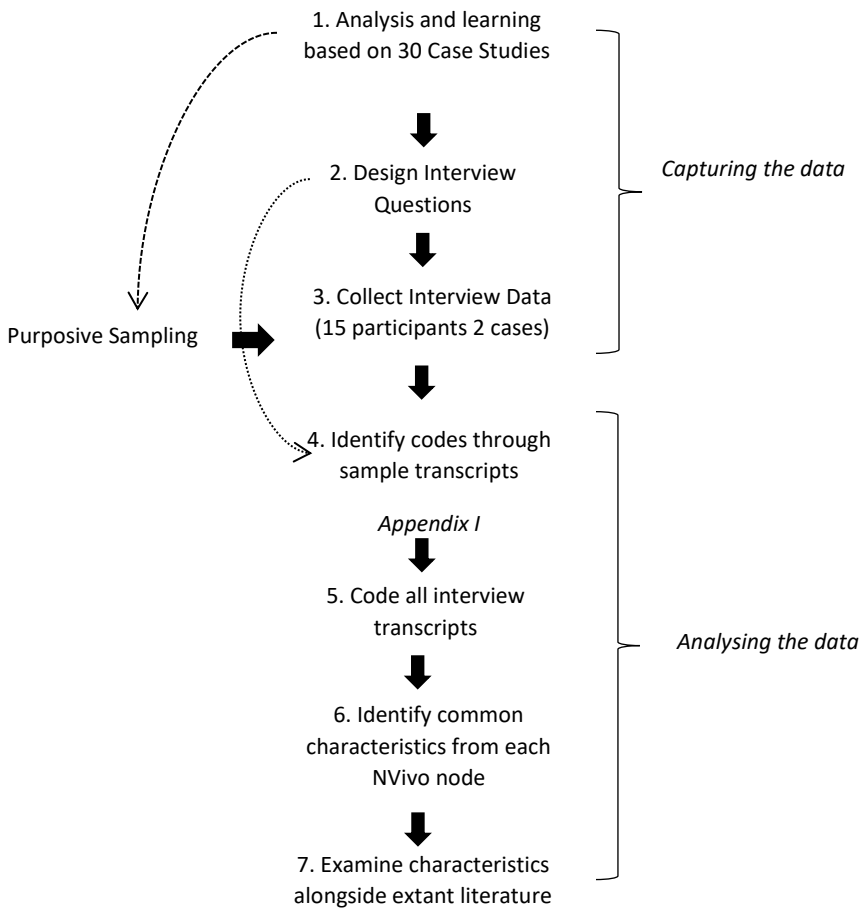 1. Analysis and learning
based on 30 Case Studies
Capturing the data
2. Design Interview
Questions
3. Collect Interview Data
(15 participants 2 cases)
Purposive Sampling
4. Identify codes through
sample transcripts
Appendix I
5. Code all interview
transcripts
Analysing the data
6. Identify common
characteristics from each
NVivo node
7. Examine characteristics
alongside extant literature